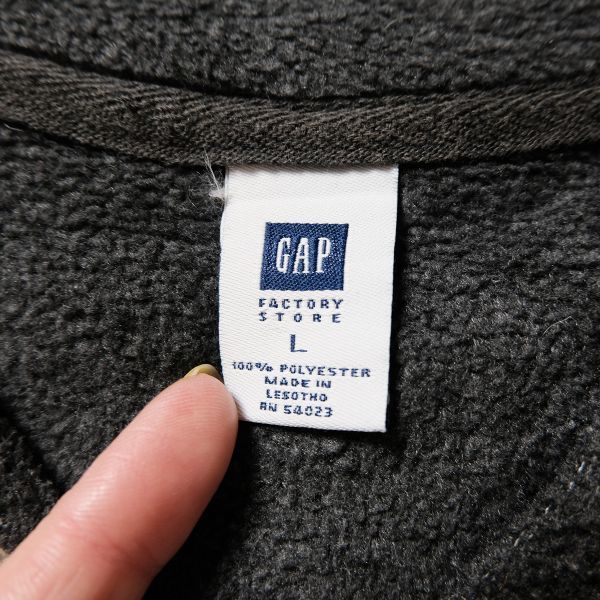 GAP
FACTORY
STORE
L
100% POLYESTER
MADE IN
LESOTHO
RN 54023